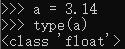 >>> a = 3.14
>>> type(a)
<class 'float'>